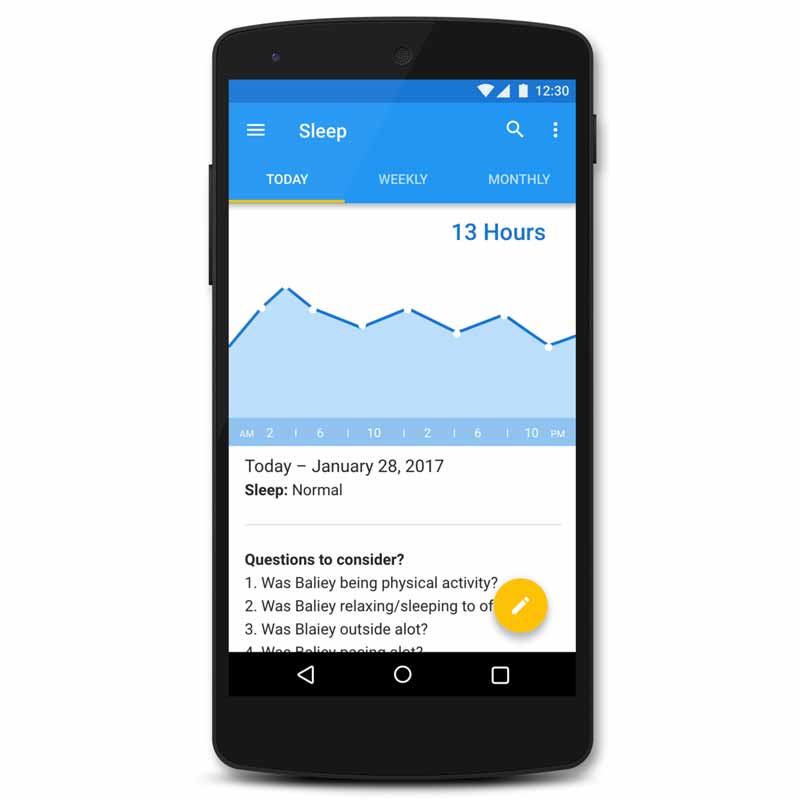 12:30
Sleep
TODAY WEEKLY MONTHLY
13 Hours
AM 2 6 10 2 6 10 PM
Today – January 28, 2017
Sleep: Normal
Questions to consider?
1. Was Baliey being physical activity?
2. Was Baliey relaxing/sleeping to of
3. Was Blaiey outside alot?
4. Was Baliey pacing alot?